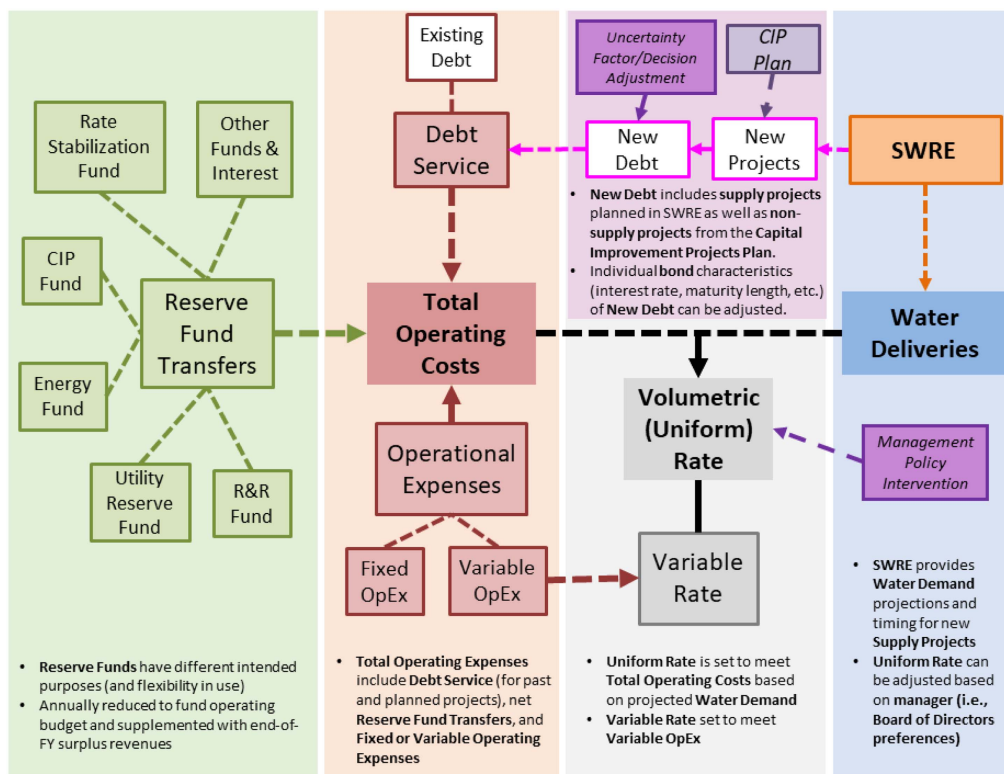 Rate
Stabilization
Fund
Other
Funds &
Interest
CIP
Fund
Reserve
Fund
Transfers
Energy
Fund
Utility
Reserve
Fund
R&R
Fund
• Reserve Funds have different intended
purposes (and flexibility in use)
• Annually reduced to fund operating
budget and supplemented with end-of-
FY surplus revenues
Existing
Debt
Debt
Service
Total
Operating
Costs
Operational
Expenses
Fixed
OpEx
Variable
OpEx
• Total Operating Expenses
include Debt Service (for past
and planned projects), net
Reserve Fund Transfers, and
Fixed or Variable Operating
Expenses
Uncertainty
Factor/Decision
Adjustment
CIP
Plan
New
Debt
New
Projects
• New Debt includes supply projects
planned in SWRE as well as non-
supply projects from the Capital
Improvement Projects Plan.
• Individual bond characteristics
(interest rate, maturity length, etc.)
of New Debt can be adjusted.
Volumetric
(Uniform)
Rate
Variable
Rate
• Uniform Rate is set to meet
Total Operating Costs based
on projected Water Demand
• Variable Rate set to meet
Variable OpEx
SWRE
Water
Deliveries
Management
Policy
Intervention
• SWRE provides
Water Demand
projections and
timing for new
Supply Projects
• Uniform Rate can
be adjusted based
on manager (i.e.,
Board of Directors
preferences)